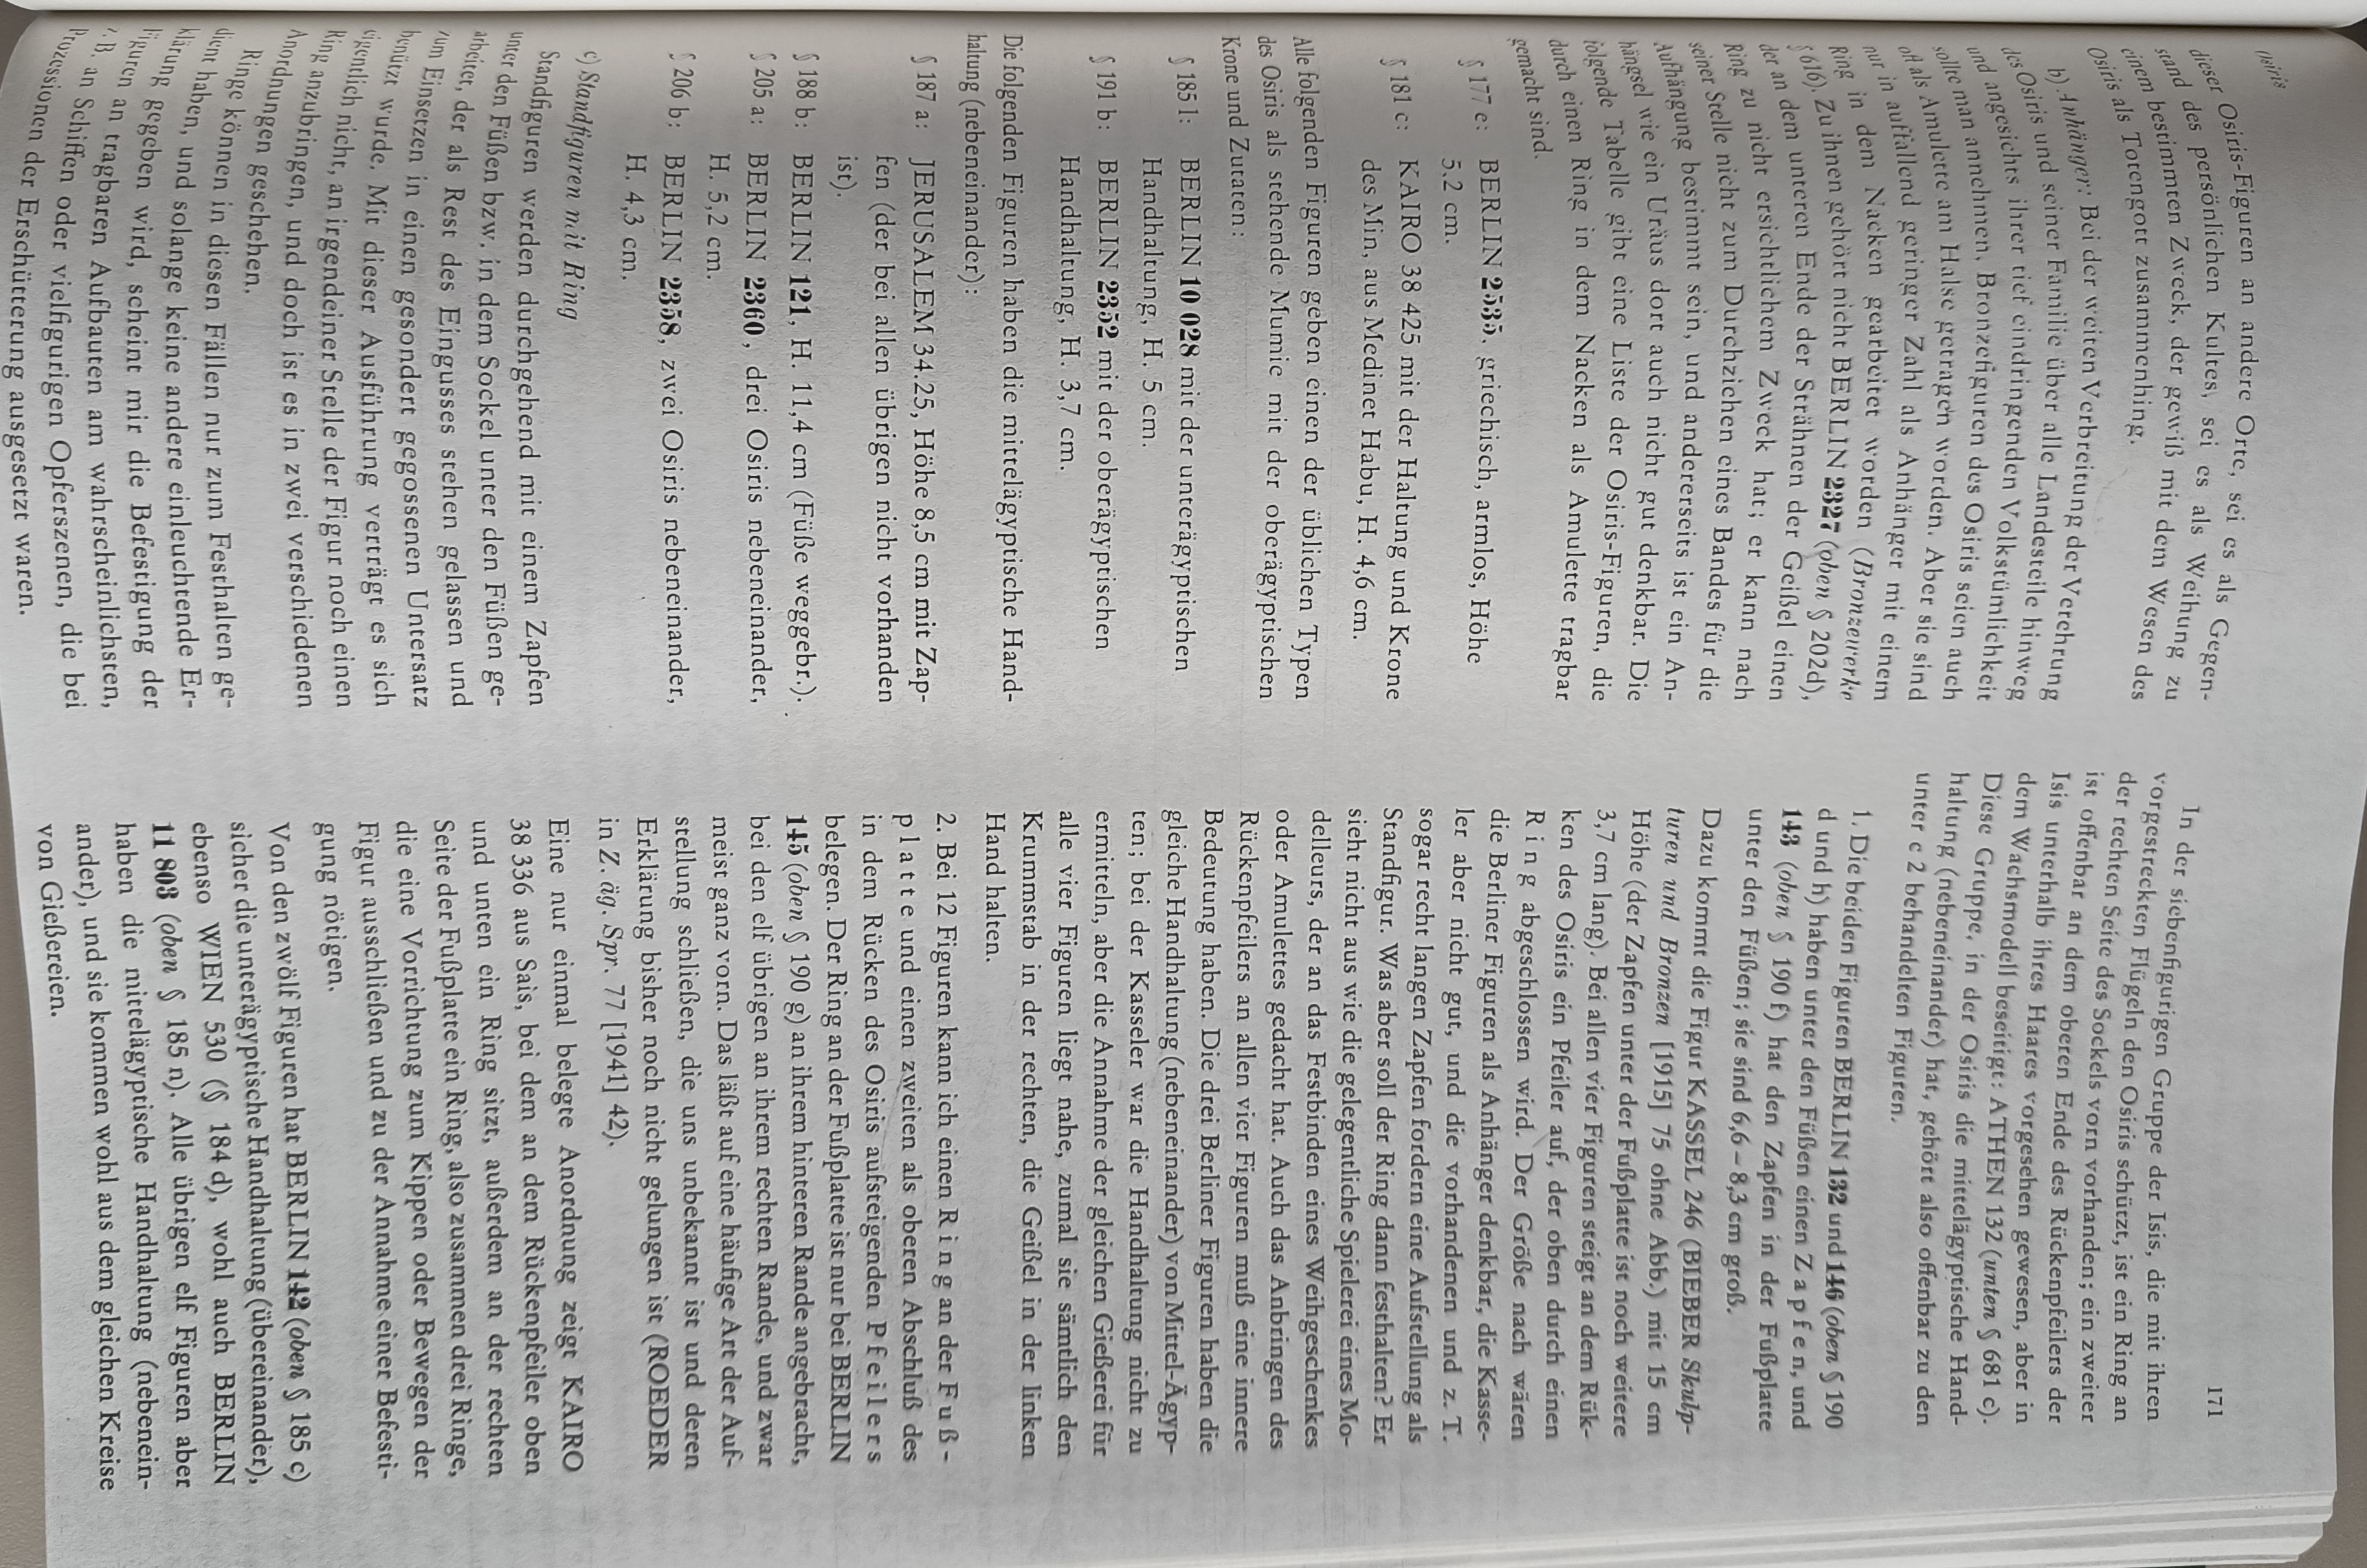 Osiris
dieser Osiris-Figuren an andere Orte, sei es als Gegen-
stand des persönlichen Kultes, sei es als Weihung zu
einem bestimmten Zweck, der gewiß mit dem Wesen des
Osiris als Totengott zusammenhing.
b) Anhänger: Bei der weiten Verbreitung der Verehrung
des Osiris und seiner Familie über alle Landesteile hinweg
und angesichts ihrer tief eindringenden Volkstümlichkeit
sollte man annehmen, Bronzefiguren des Osiris seien auch
oft als Amulette am Halse getragen worden. Aber sie sind
nur in auffallend geringer Zahl als Anhänger mit einem
Ring in dem Nacken gearbeitet worden (Bronzewerke
§ 616). Zu ihnen gehört nicht BERLIN 2327 (oben § 202d),
der an dem unteren Ende der Strähnen der Geißel einen
Ring zu nicht ersichtlichem Zweck hat; er kann nach
seiner Stelle nicht zum Durchziehen eines Bandes für die
Aufhängung bestimmt sein, und andererseits ist ein An-
hängsel wie ein Uräus dort auch nicht gut denkbar. Die
folgende Tabelle gibt eine Liste der Osiris-Figuren, die
durch einen Ring in dem Nacken als Amulette tragbar
gemacht sind.
§ 177 e: BERLIN 2535, griechisch, armlos, Höhe
5,2 cm.
§ 181 c: KAIRO 38 425 mit der Haltung und Krone
des Min, aus Medinet Habu, H. 4,6 cm.
Alle folgenden Figuren geben einen der üblichen Typen
des Osiris als stehende Mumie mit der oberägyptischen
Krone und Zutaten:
§ 185 l: BERLIN 10 028 mit der unterägyptischen
Handhaltung, H. 5 cm.
§ 191 b: BERLIN 2352 mit der oberägyptischen
Handhaltung, H. 3,7 cm.
Die folgenden Figuren haben die mittelägyptische Hand-
haltung (nebeneinander):
§ 187 a: JERUSALEM 34.25, Höhe 8,5 cm mit Zap-
fen (der bei allen übrigen nicht vorhanden
ist).
§ 188 b: BERLIN 121, H. 11,4 cm (Füße weggebr.).
§ 205 a: BERLIN 2360, drei Osiris nebeneinander,
H. 5,2 cm.
§ 206 b: BERLIN 2358, zwei Osiris nebeneinander,
H. 4,3 cm.
c) Standfiguren mit Ring
Standfiguren werden durchgehend mit einem Zapfen
unter den Füßen bzw. in dem Sockel unter den Füßen ge-
arbeitet, der als Rest des Eingusses stehen gelassen und
zum Einsetzen in einen gesondert gegossenen Untersatz
benützt wurde. Mit dieser Ausführung verträgt es sich
eigentlich nicht, an irgendeiner Stelle der Figur noch einen
Ring anzubringen, und doch ist es in zwei verschiedenen
Anordnungen geschehen.
Ringe können in diesen Fällen nur zum Festhalten ge-
dient haben, und solange keine andere einleuchtende Er-
klärung gegeben wird, scheint mir die Befestigung der
Figuren an tragbaren Aufbauten am wahrscheinlichsten,
z. B. an Schiffen oder vielfigurigen Opferszenen, die bei
Prozessionen der Erschütterung ausgesetzt waren.
171
In der siebenfigurigen Gruppe der Isis, die mit ihren
vorgestreckten Flügeln den Osiris schützt, ist ein Ring an
der rechten Seite des Sockels vorn vorhanden; ein zweiter
ist offenbar an dem oberen Ende des Rückenpfeilers der
Isis unterhalb ihres Haares vorgesehen gewesen, aber in
dem Wachsmodell beseitigt: ATHEN 132 (unten § 681 c).
Diese Gruppe, in der Osiris die mittelägyptische Hand-
haltung (nebeneinander) hat, gehört also offenbar zu den
unter c 2 behandelten Figuren.
1. Die beiden Figuren BERLIN 132 und 146 (oben § 190
d und h) haben unter den Füßen einen Zapfen, und
143 (oben § 190 f) hat den Zapfen in der Fußplatte
unter den Füßen; sie sind 6,6 – 8,3 cm groß.
Dazu kommt die Figur KASSEL 246 (BIEBER Skulp-
turen und Bronzen [1915] 75 ohne Abb.) mit 15 cm
Höhe (der Zapfen unter der Fußplatte ist noch weitere
3,7 cm lang). Bei allen vier Figuren steigt an dem Rük-
ken des Osiris ein Pfeiler auf, der oben durch einen
Ring abgeschlossen wird. Der Größe nach wären
die Berliner Figuren als Anhänger denkbar, die Kasse-
ler aber nicht gut, und die vorhandenen und z. T.
sogar recht langen Zapfen fordern eine Aufstellung als
Standfigur. Was aber soll der Ring dann festhalten? Er
sieht nicht aus wie die gelegentliche Spielerei eines Mo-
delleurs, der an das Festbinden eines Weihgeschenkes
oder Amulettes gedacht hat. Auch das Anbringen des
Rückenpfeilers an allen vier Figuren muß eine innere
Bedeutung haben. Die drei Berliner Figuren haben die
gleiche Handhaltung (nebeneinander) von Mittel-Ägyp-
ten; bei der Kasseler war die Handhaltung nicht zu
ermitteln, aber die Annahme der gleichen Gießerei für
alle vier Figuren liegt nahe, zumal sie sämtlich den
Krummstab in der rechten, die Geißel in der linken
Hand halten.
2. Bei 12 Figuren kann ich einen Ring an der Fuß-
platte und einen zweiten als oberen Abschluß des
in dem Rücken des Osiris aufsteigenden Pfeilers
belegen. Der Ring an der Fußplatte ist nur bei BERLIN
145 (oben § 190 g) an ihrem hinteren Rande angebracht,
bei den elf übrigen an ihrem rechten Rande, und zwar
meist ganz vorn. Das läßt auf eine häufige Art der Auf-
stellung schließen, die uns unbekannt ist und deren
Erklärung bisher noch nicht gelungen ist (ROEDER
in Z. äg. Spr. 77 [1941] 42).
Eine nur einmal belegte Anordnung zeigt KAIRO
38 336 aus Sais, bei dem an dem Rückenpfeiler oben
und unten ein Ring sitzt, außerdem an der rechten
Seite der Fußplatte ein Ring, also zusammen drei Ringe,
die eine Vorrichtung zum Kippen oder Bewegen der
Figur ausschließen und zu der Annahme einer Befesti-
gung nötigen.
Von den zwölf Figuren hat BERLIN 142 (oben § 185 c)
sicher die unterägyptische Handhaltung (übereinander),
ebenso WIEN 530 (§ 184 d), wohl auch BERLIN
11 803 (oben § 185 n). Alle übrigen elf Figuren aber
haben die mittelägyptische Handhaltung (nebenein-
ander), und sie kommen wohl aus dem gleichen Kreise
von Gießereien.